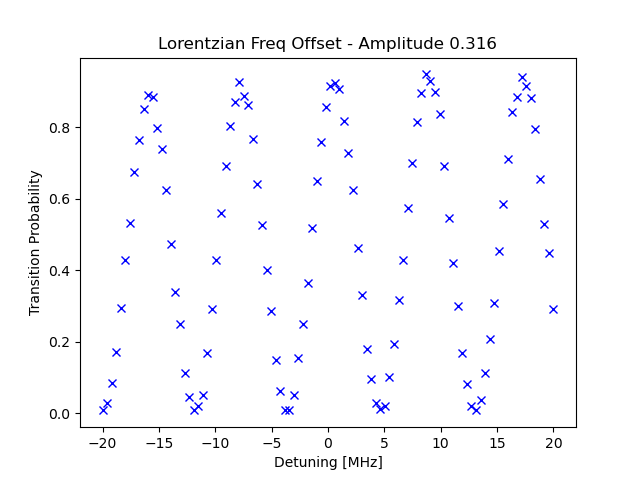 Lorentzian Freq Offset - Amplitude 0.316
Transition Probability
0.8
0.6
0.4
0.2
0.0
−20 −15 −10 −5 0 5 10 15 20
Detuning [MHz]